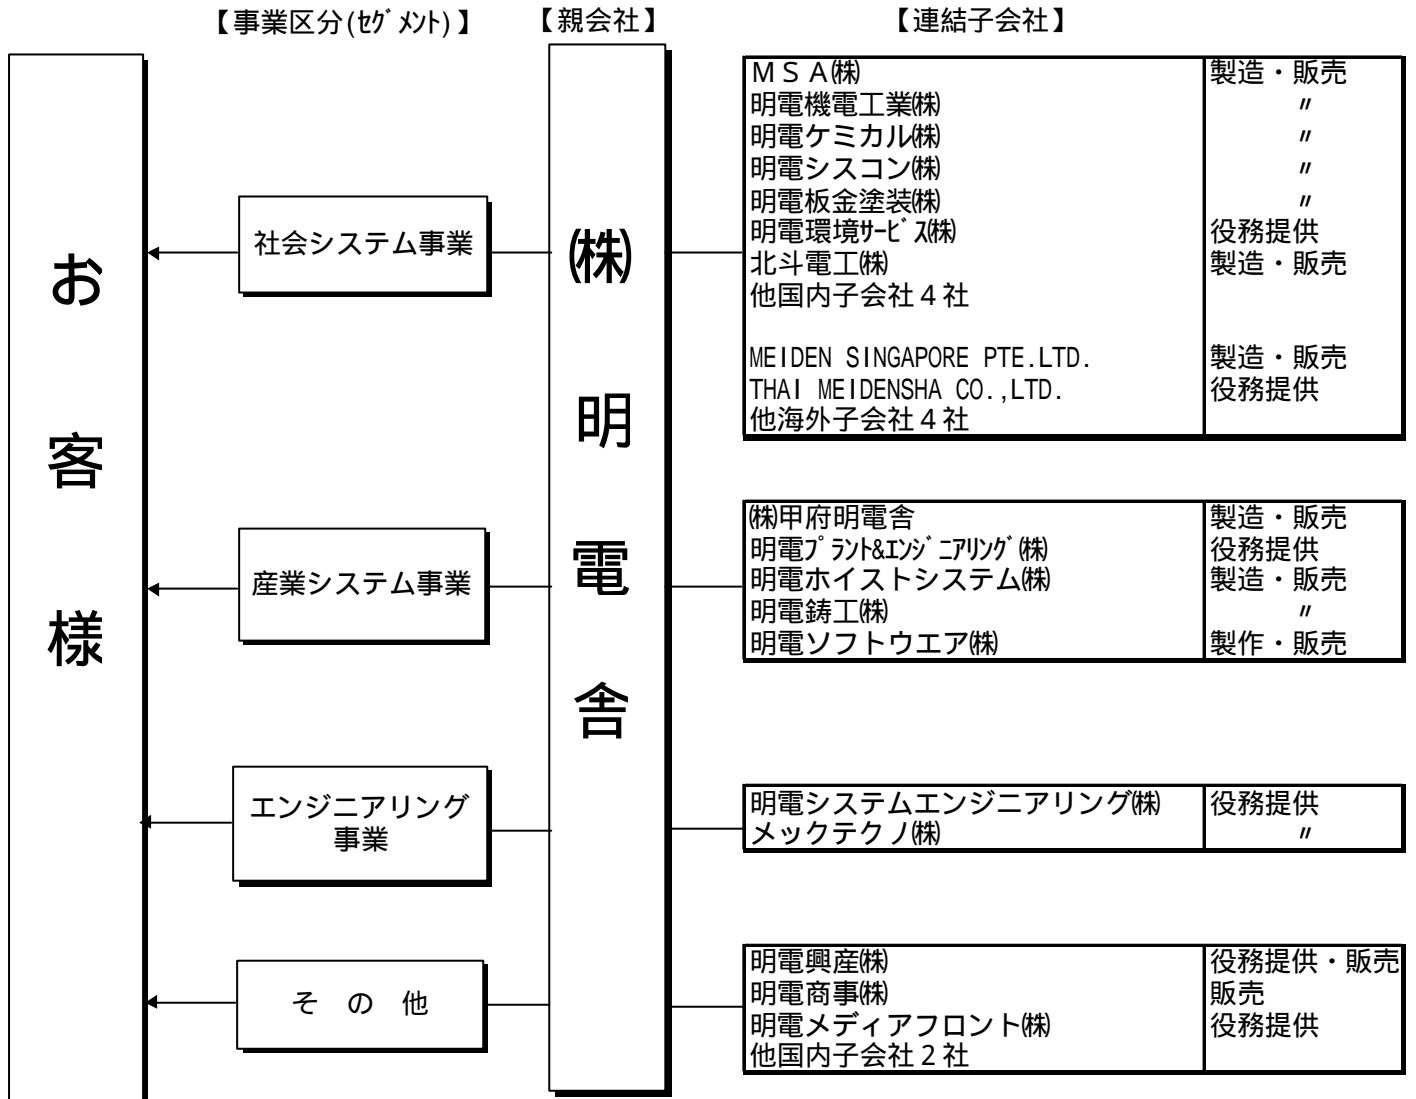 【事業区分(ｾｸﾞﾒﾝﾄ)】 【親会社】 【連結子会社】
お客様
㈱明電舎
社会システム事業
ＭＳＡ㈱ 製造・販売
明電機電工業㈱ 〃
明電ケミカル㈱ 〃
明電シスコン㈱ 〃
明電板金塗装㈱ 〃
明電環境ｻｰﾋﾞｽ㈱ 役務提供
北斗電工㈱ 製造・販売
他国内子会社４社
MEIDEN SINGAPORE PTE.LTD. 製造・販売
THAI MEIDENSHA CO.,LTD. 役務提供
他海外子会社４社
産業システム事業
㈱甲府明電舎 製造・販売
明電ﾌﾟﾗﾝﾄ&ｴﾝｼﾞﾆｱﾘﾝｸﾞ㈱ 役務提供
明電ホイストシステム㈱ 製造・販売
明電鋳工㈱ 〃
明電ソフトウエア㈱ 製作・販売
エンジニアリング
事業
明電システムエンジニアリング㈱ 役務提供
メックテクノ㈱ 〃
そ の 他
明電興産㈱ 役務提供・販売
明電商事㈱ 販売
明電メディアフロント㈱ 役務提供
他国内子会社２社